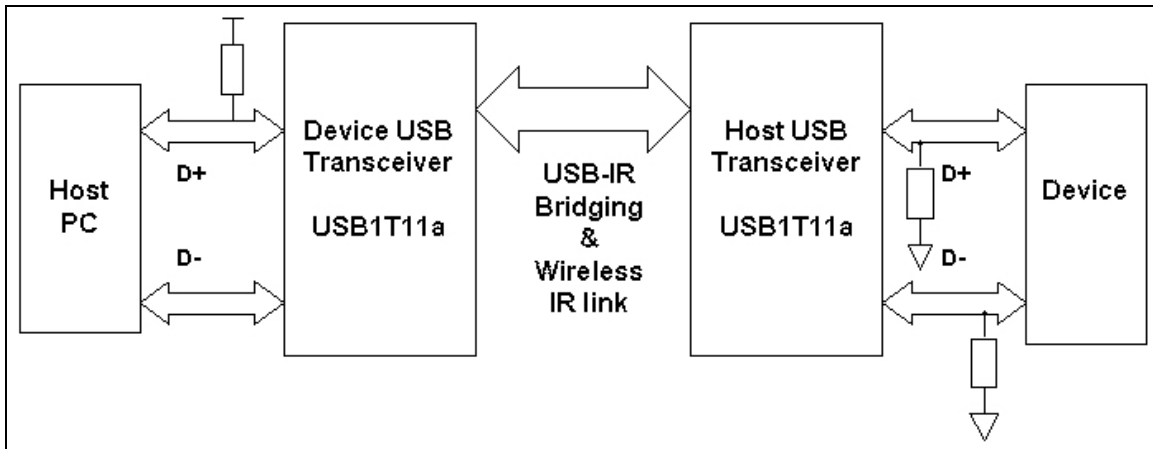 Host
PC
D+
D-
Device USB
Transceiver
USB1T11a
USB-IR
Bridging
&
Wireless
IR link
Host USB
Transceiver
USB1T11a
D+
D-
Device